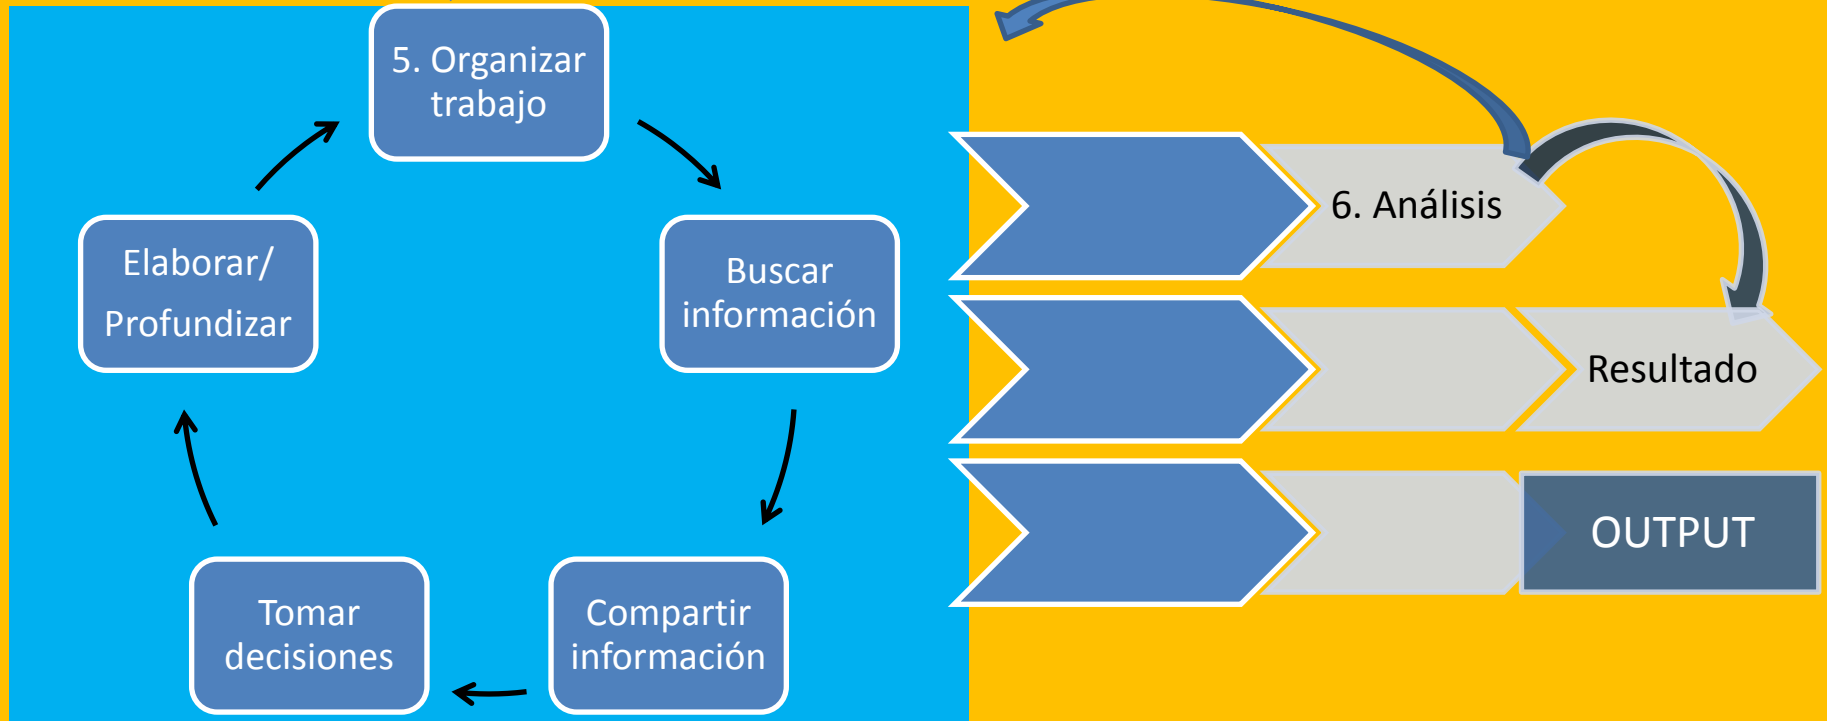 5. Organizar
trabajo
Buscar
información
Compartir
información
Tomar
decisiones
Elaborar/
Profundizar
6. Análisis
Resultado
OUTPUT